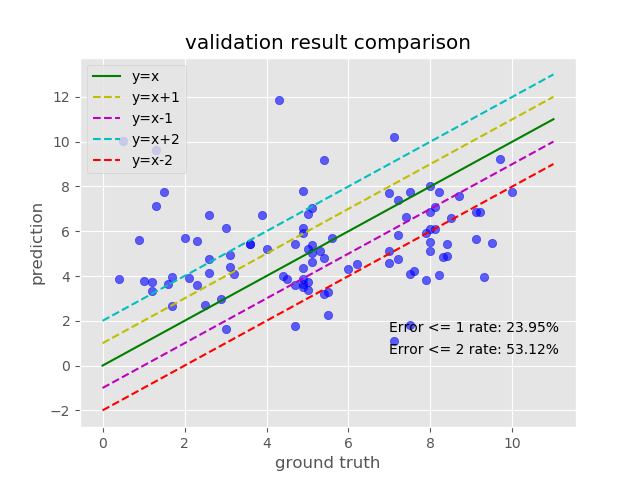 validation result comparison
y=x
y=x+1
y=x-1
y=x+2
y=x-2
12
10
8
6
4
2
0
−2
prediction
Error <= 1 rate: 23.95%
Error <= 2 rate: 53.12%
0 2 4 6 8 10
ground truth